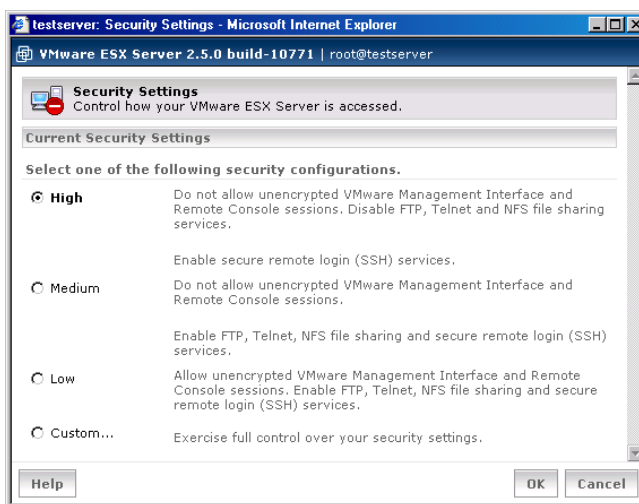 testserver: Security Settings - Microsoft Internet Explorer
VMware ESX Server 2.5.0 build-10771 | root@testserver
Security Settings
Control how your VMware ESX Server is accessed.
Current Security Settings
Select one of the following security configurations.
High
Do not allow unencrypted VMware Management Interface and
Remote Console sessions. Disable FTP, Telnet and NFS file sharing
services.
Enable secure remote login (SSH) services.
Medium
Do not allow unencrypted VMware Management Interface and
Remote Console sessions.
Enable FTP, Telnet, NFS file sharing and secure remote login (SSH)
services.
Low
Allow unencrypted VMware Management Interface and Remote
Console sessions. Enable FTP, Telnet, NFS file sharing and secure
remote login (SSH) services.
Custom...
Exercise full control over your security settings.
Help
OK
Cancel